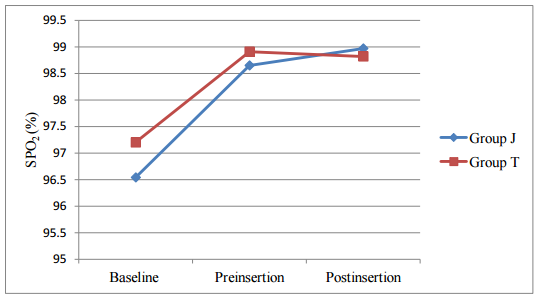 99.5
99
98.5
98
97.5
97
96.5
96
95.5
95
SPO2 (%)
Baseline
Preinsertion
Postinsertion
Group J
Group T